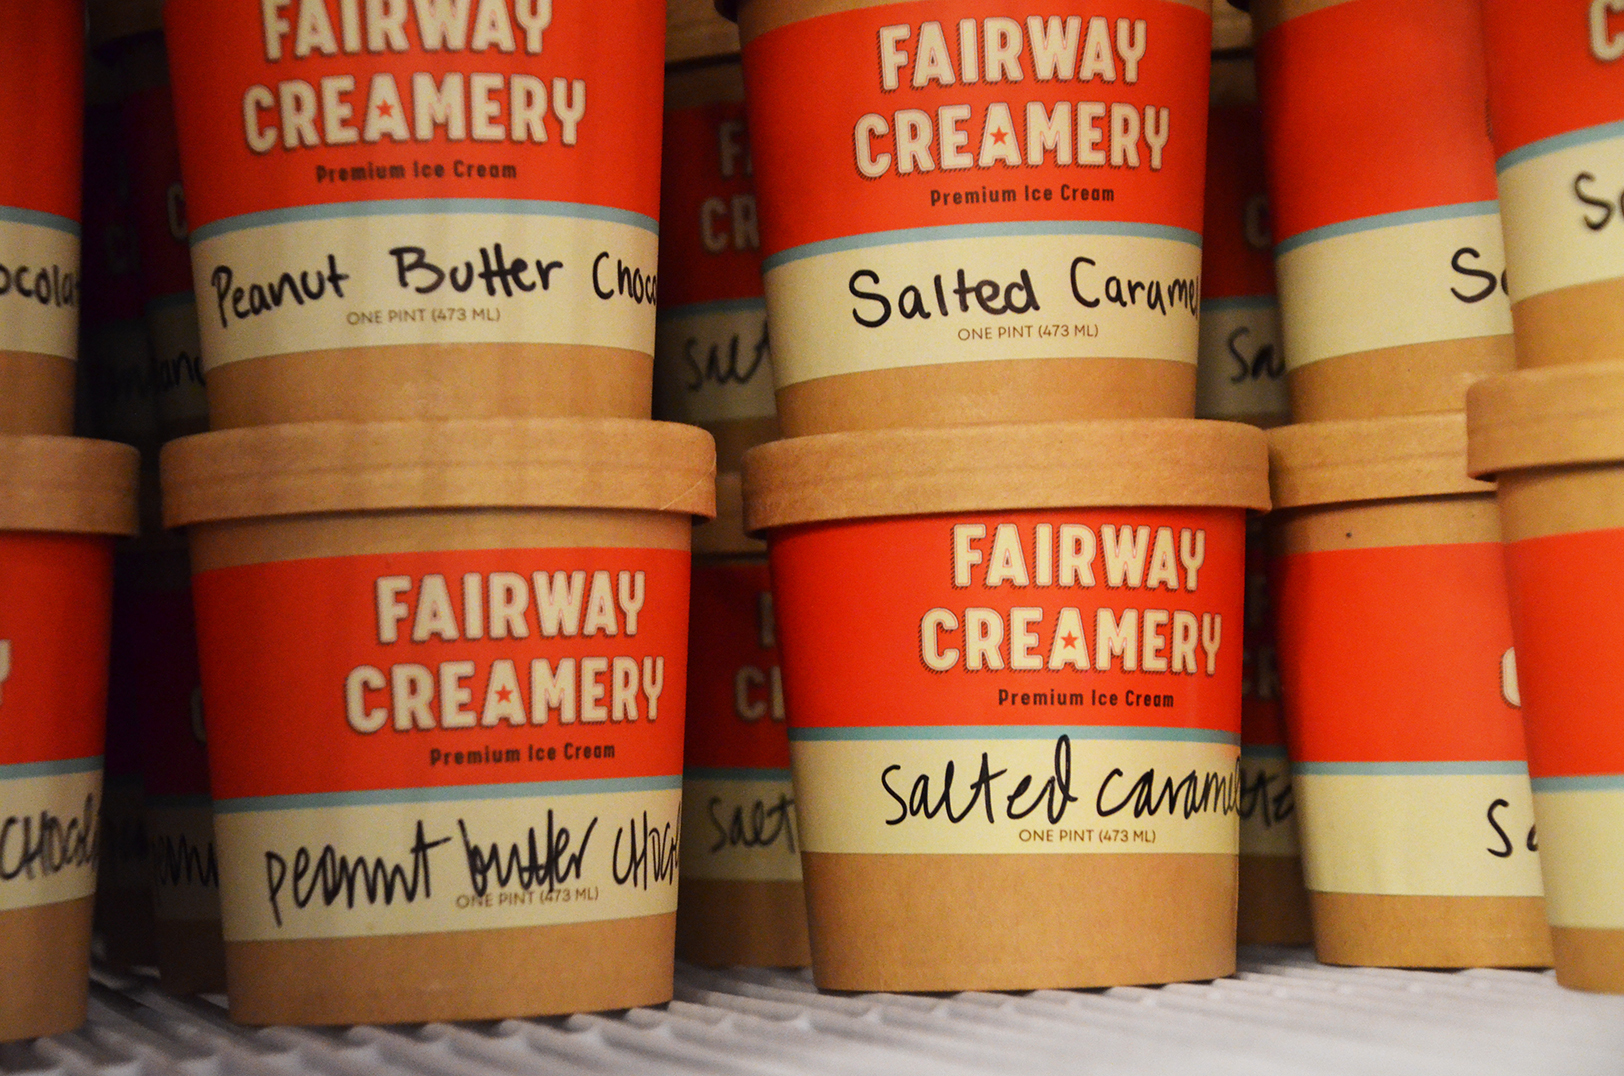 FAIRWAY
CREAMERY
Premium Ice Cream
Peanut Butter Choco
ONE PINT (473 ML)
FAIRWAY
CREAMERY
Premium Ice Cream
Salted Caramel
ONE PINT (473 ML)
FAIRWAY
CREAMERY
Premium Ice Cream
peanut butter CHOC
ONE PINT (473 ML)
FAIRWAY
CREAMERY
Premium Ice Cream
salted caramel
ONE PINT (473 ML)